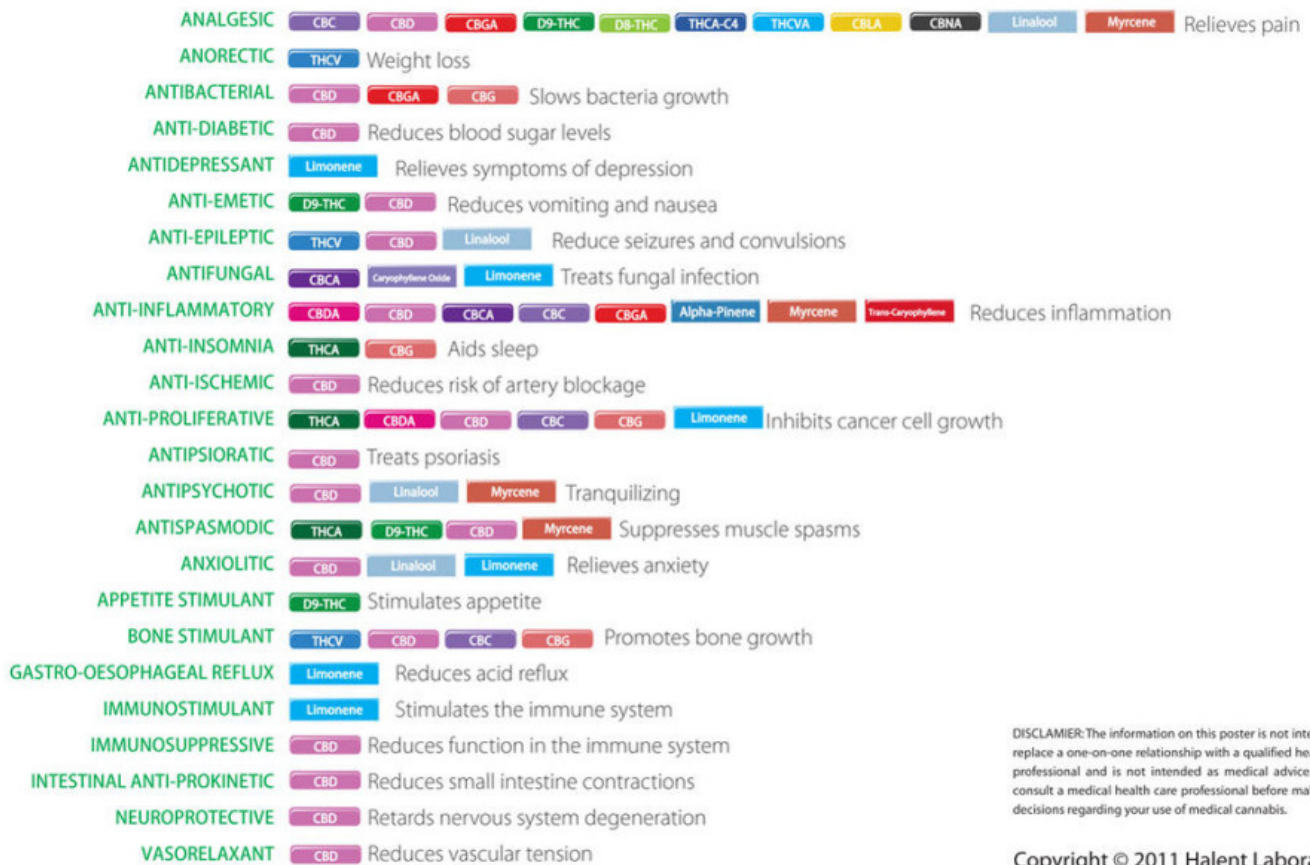 ANALGESIC CBC CBD CBGA D9-THC D8-THC THCA-C4 THCVA CBLA CBNA Linalool Myrcene Relieves pain
ANORECTIC THCV Weight loss
ANTIBACTERIAL CBD CBGA CBG Slows bacteria growth
ANTI-DIABETIC CBD Reduces blood sugar levels
ANTIDEPRESSANT Limonene Relieves symptoms of depression
ANTI-EMETIC D9-THC CBD Reduces vomiting and nausea
ANTI-EPILEPTIC THCV CBD Linalool Reduce seizures and convulsions
ANTIFUNGAL CBCA Caryophyllene Oxide Limonene Treats fungal infection
ANTI-INFLAMMATORY CBDA CBD CBCA CBC CBGA Alpha-Pinene Myrcene Trans-Caryophyllene Reduces inflammation
ANTI-INSOMNIA THCA CBG Aids sleep
ANTI-ISCHEMIC CBD Reduces risk of artery blockage
ANTI-PROLIFERATIVE THCA CBDA CBD CBC CBG Limonene Inhibits cancer cell growth
ANTIPSIORATIC CBD Treats psoriasis
ANTIPSYCHOTIC CBD Linalool Myrcene Tranquilizing
ANTISPASMODIC THCA D9-THC CBD Myrcene Suppresses muscle spasms
ANXIOLITIC CBD Linalool Limonene Relieves anxiety
APPETITE STIMULANT D9-THC Stimulates appetite
BONE STIMULANT THCV CBD CBC CBG Promotes bone growth
GASTRO-OESOPHAGEAL REFLUX Limonene Reduces acid reflux
IMMUNOSTIMULANT Limonene Stimulates the immune system
IMMUNOSUPPRESSIVE CBD Reduces function in the immune system
INTESTINAL ANTI-PROKINETIC CBD Reduces small intestine contractions
NEUROPROTECTIVE CBD Retards nervous system degeneration
VASORELAXANT CBD Reduces vascular tension
DISCLAMIER: The information on this poster is not inte
replace a one-on-one relationship with a qualified hea
professional and is not intended as medical advice
consult a medical health care professional before mal
decisions regarding your use of medical cannabis.
Copyright © 2011 Halent Labora